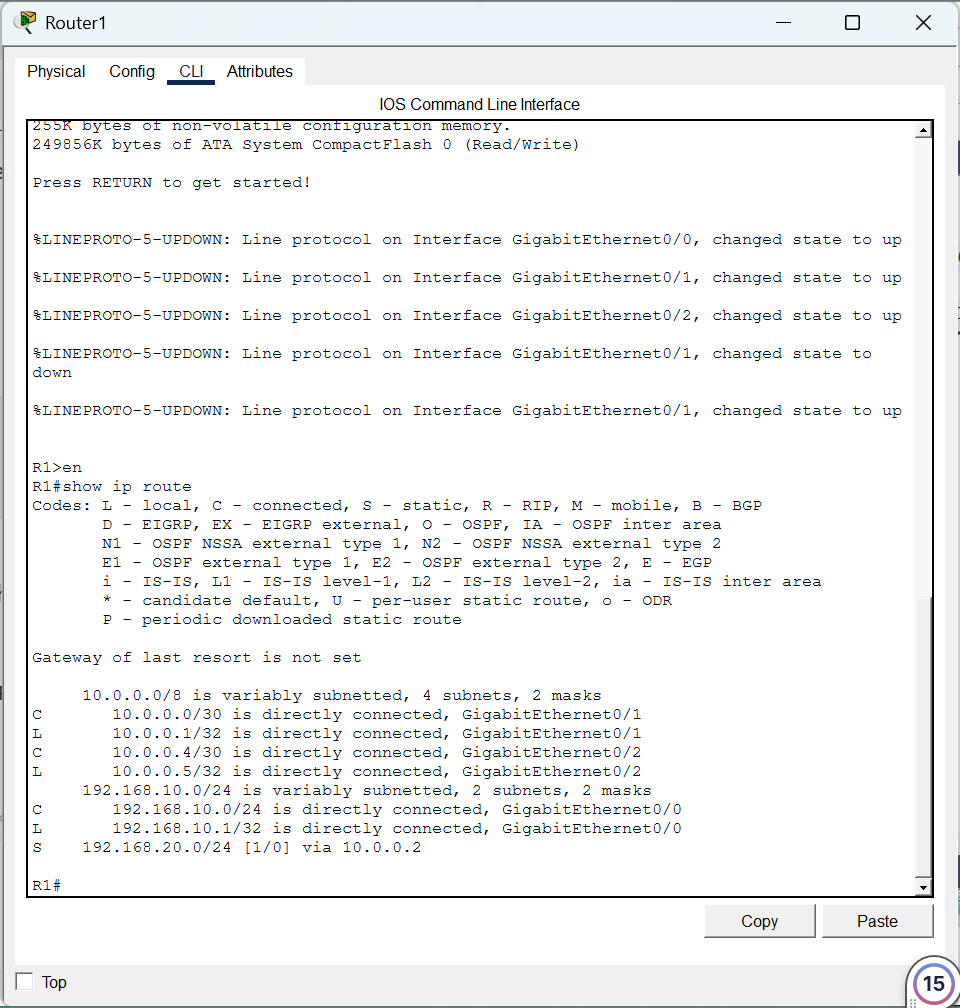 Router1
Physical Config CLI Attributes
IOS Command Line Interface
255K bytes of non-volatile configuration memory.
249856K bytes of ATA System CompactFlash 0 (Read/Write)
Press RETURN to get started!
%LINEPROTO-5-UPDOWN: Line protocol on Interface GigabitEthernet0/0, changed state to up
%LINEPROTO-5-UPDOWN: Line protocol on Interface GigabitEthernet0/1, changed state to up
%LINEPROTO-5-UPDOWN: Line protocol on Interface GigabitEthernet0/2, changed state to up
%LINEPROTO-5-UPDOWN: Line protocol on Interface GigabitEthernet0/1, changed state to
down
%LINEPROTO-5-UPDOWN: Line protocol on Interface GigabitEthernet0/1, changed state to up
R1>en
R1#show ip route
Codes: L - local, C - connected, S - static, R - RIP, M - mobile, B - BGP
D - EIGRP, EX - EIGRP external, O - OSPF, IA - OSPF inter area
N1 - OSPF NSSA external type 1, N2 - OSPF NSSA external type 2
E1 - OSPF external type 1, E2 - OSPF external type 2, E - EGP
i - IS-IS, L1 - IS-IS level-1, L2 - IS-IS level-2, ia - IS-IS inter area
* - candidate default, U - per-user static route, o - ODR
P - periodic downloaded static route
Gateway of last resort is not set
10.0.0.0/8 is variably subnetted, 4 subnets, 2 masks
C 10.0.0.0/30 is directly connected, GigabitEthernet0/1
L 10.0.0.1/32 is directly connected, GigabitEthernet0/1
C 10.0.0.4/30 is directly connected, GigabitEthernet0/2
L 10.0.0.5/32 is directly connected, GigabitEthernet0/2
192.168.10.0/24 is variably subnetted, 2 subnets, 2 masks
C 192.168.10.0/24 is directly connected, GigabitEthernet0/0
L 192.168.10.1/32 is directly connected, GigabitEthernet0/0
S 192.168.20.0/24 [1/0] via 10.0.0.2
R1#
Copy Paste
Top
15